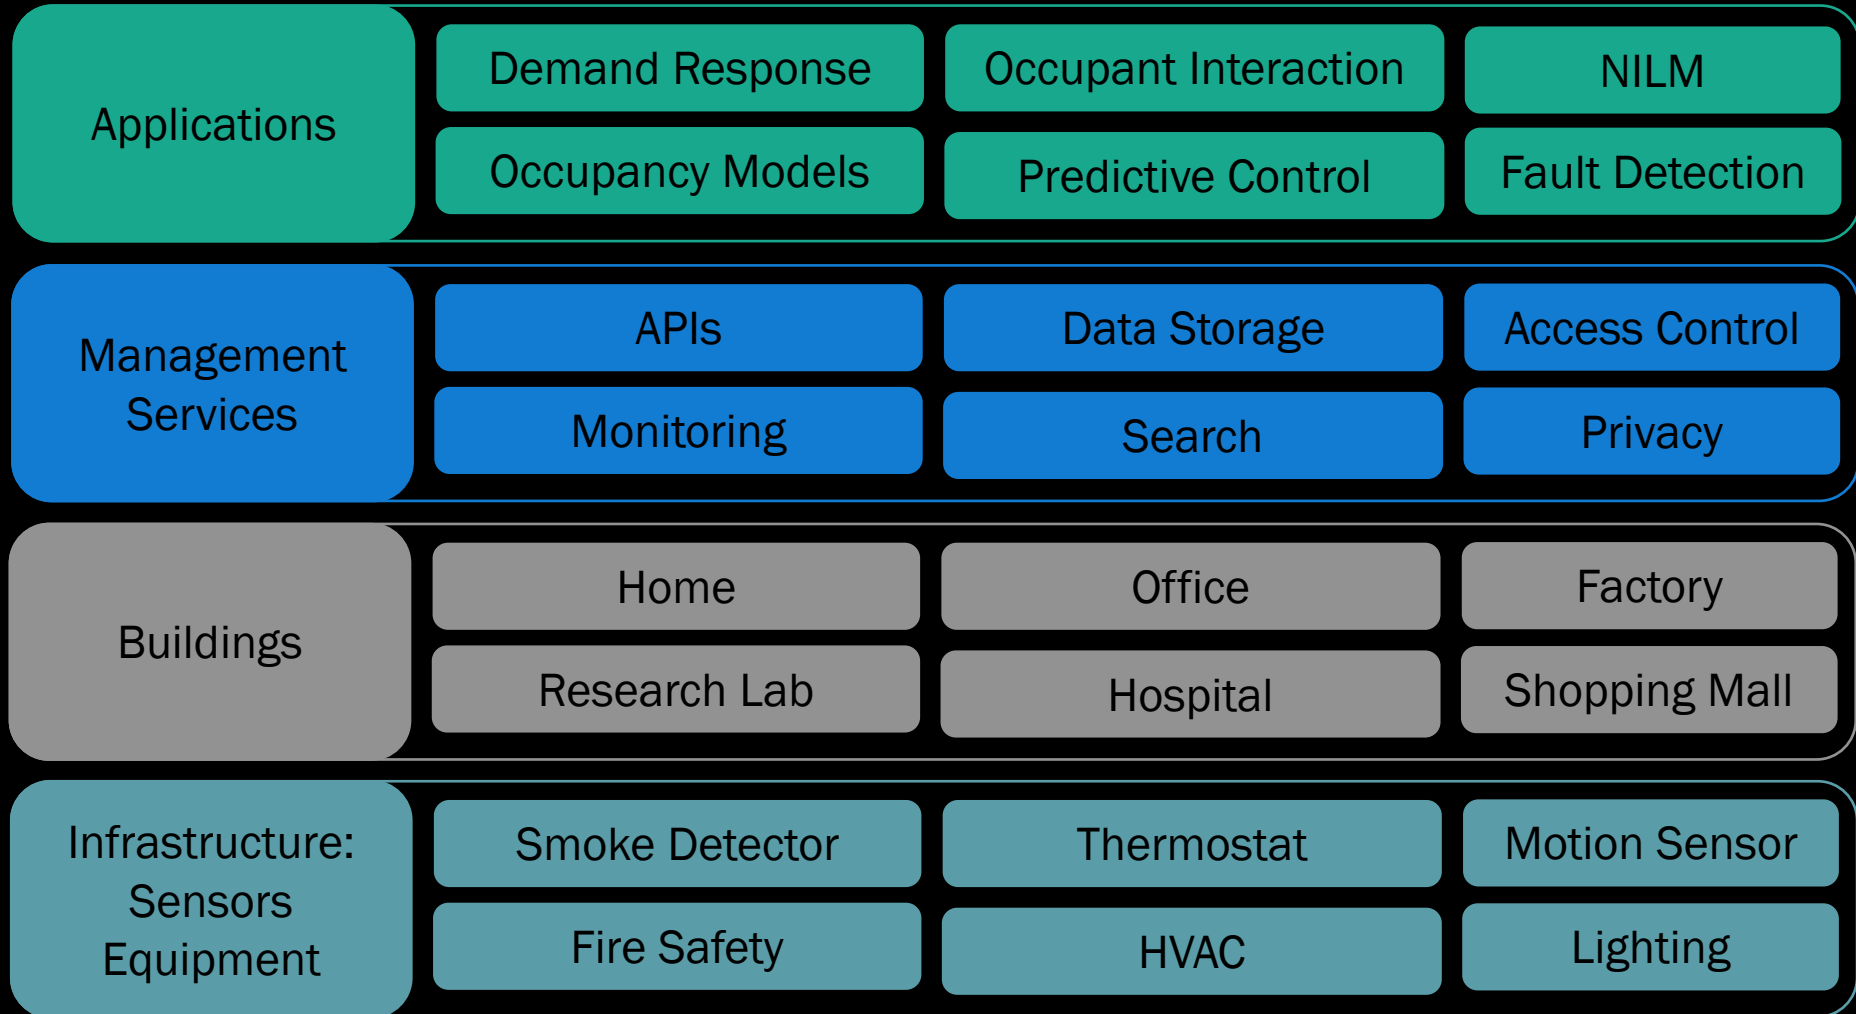 Applications
Demand Response
Occupant Interaction
NILM
Occupancy Models
Predictive Control
Fault Detection
Management
Services
APIs
Data Storage
Access Control
Monitoring
Search
Privacy
Buildings
Home
Office
Factory
Research Lab
Hospital
Shopping Mall
Infrastructure:
Sensors
Equipment
Smoke Detector
Thermostat
Motion Sensor
Fire Safety
HVAC
Lighting